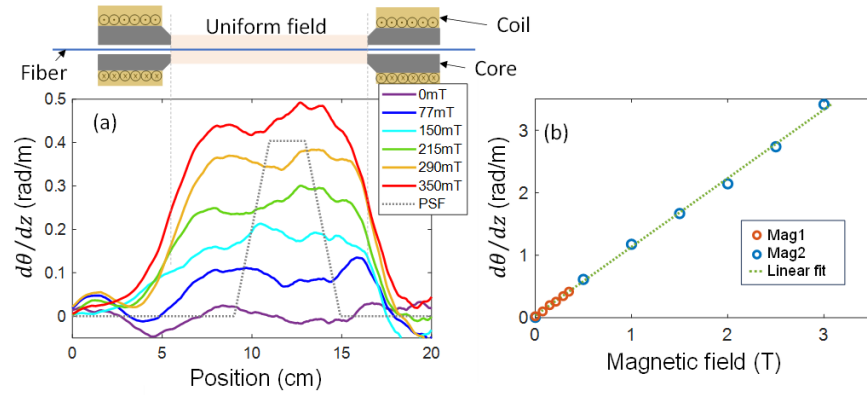 Uniform field
Coil
Fiber
Core
(a)
0mT
77mT
150mT
215mT
290mT
350mT
PSF
dθ/dz (rad/m)
0.5
0.4
0.3
0.2
0.1
0
0
5
10
15
20
Position (cm)
(b)
dθ/dz (rad/m)
3
2
1
0
Mag1
Mag2
Linear fit
0
1
2
3
Magnetic field (T)